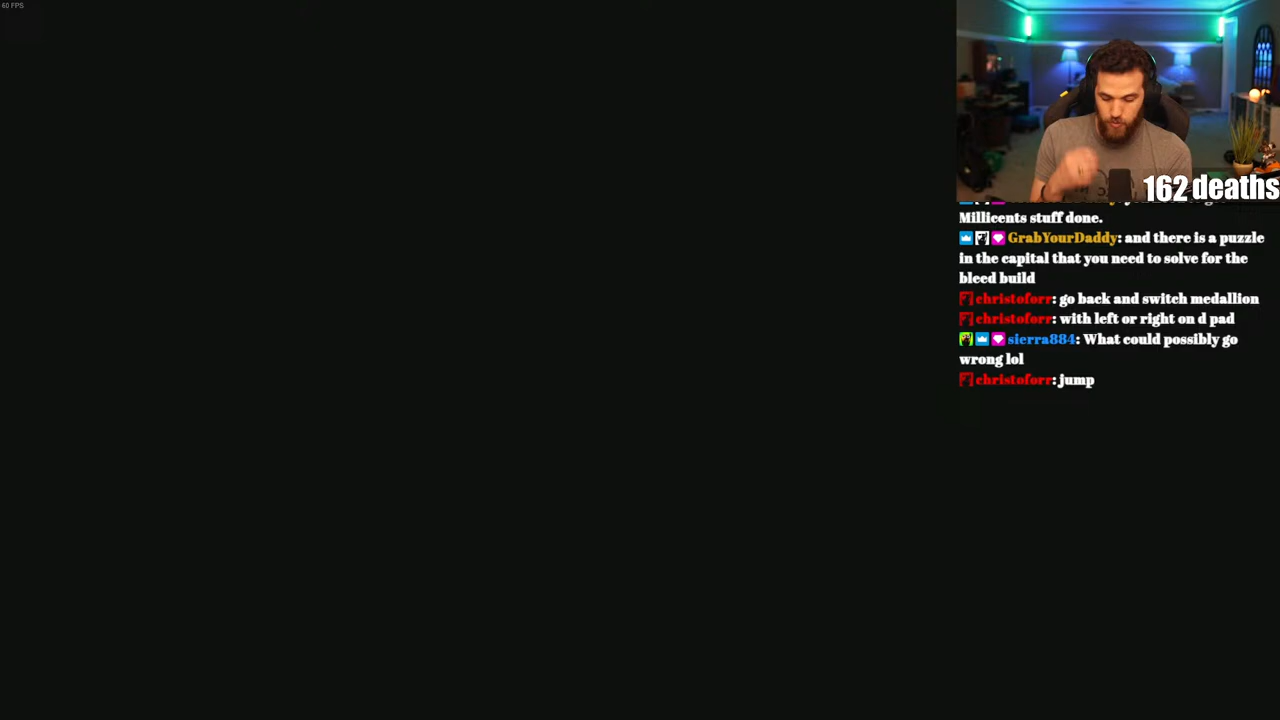 60 FPS
162 deaths
Millicents stuff done.
GrabYourDaddy: and there is a puzzle
in the capital that you need to solve for the
bleed build
christoforr: go back and switch medallion
christoforr: with left or right on d pad
sierra884: What could possibly go
wrong lol
christoforr: jump